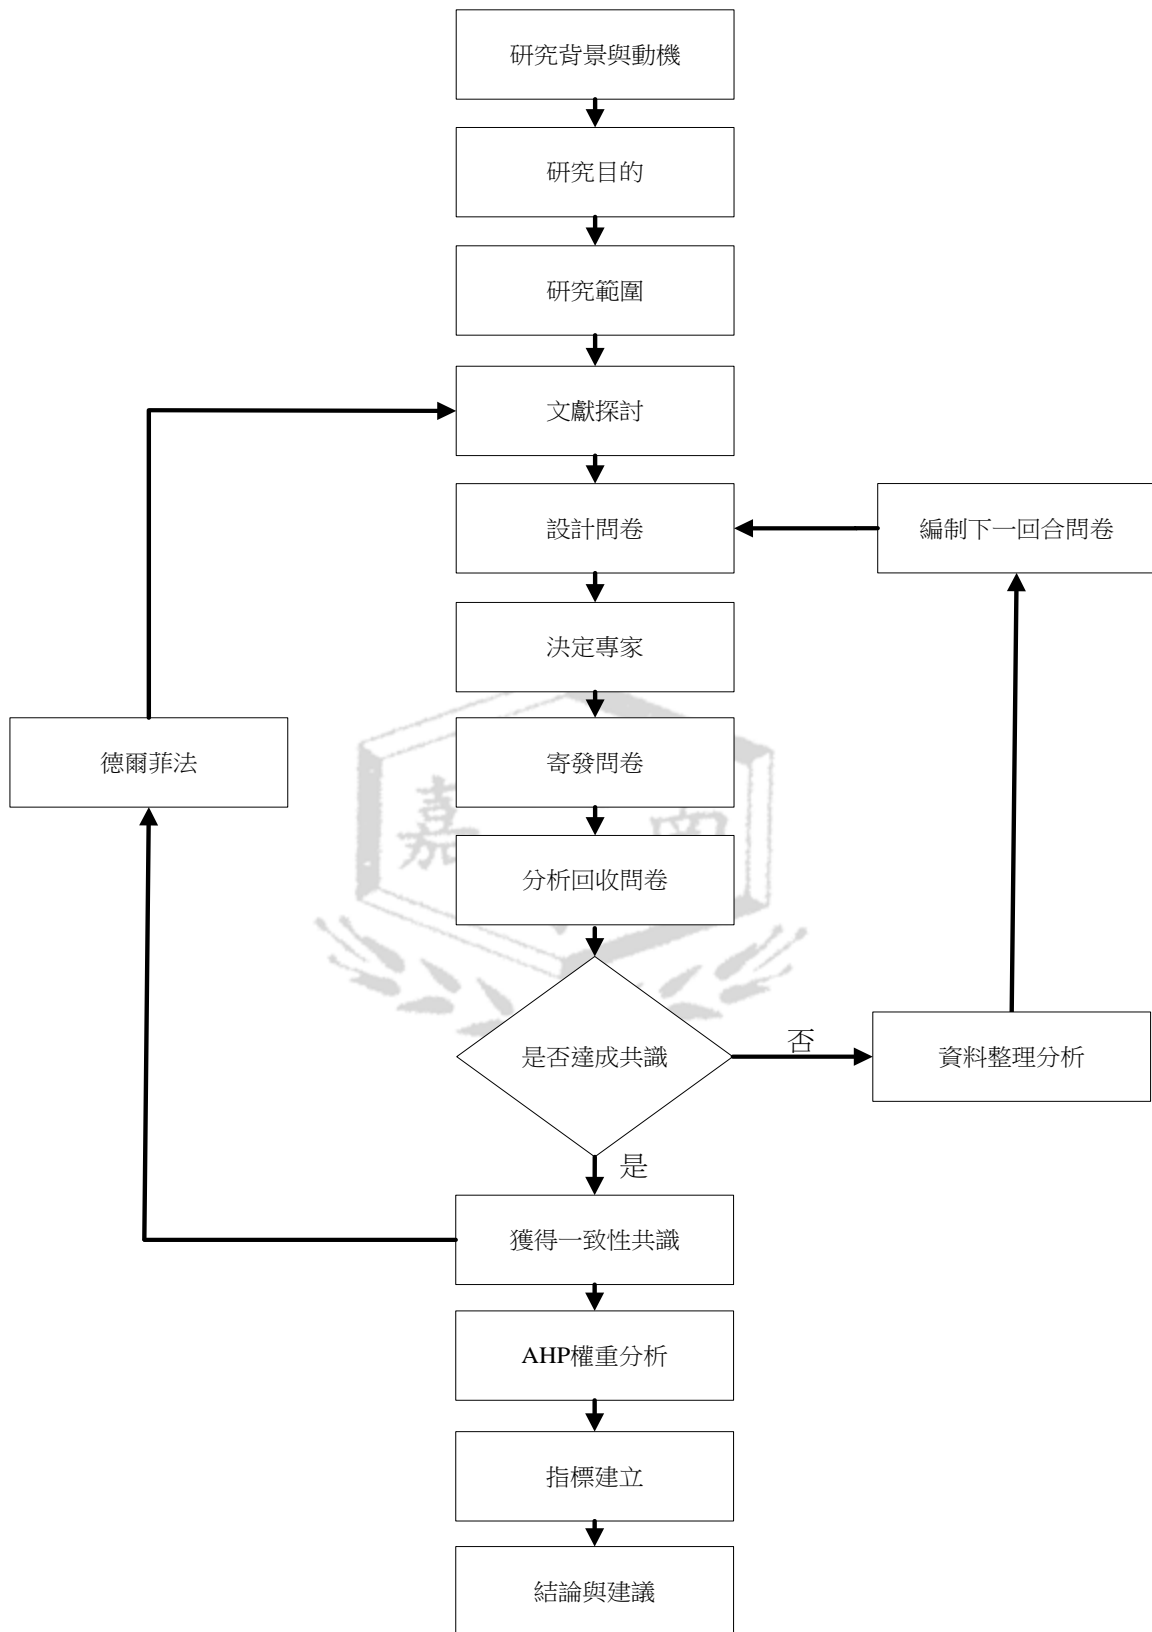 研究背景與動機
研究目的
研究範圍
文獻探討
設計問卷
編制下一回合問卷
決定專家
德爾菲法
寄發問卷
嘉
分析回收問卷
是否達成共識
否
資料整理分析
是
獲得一致性共識
AHP權重分析
指標建立
結論與建議